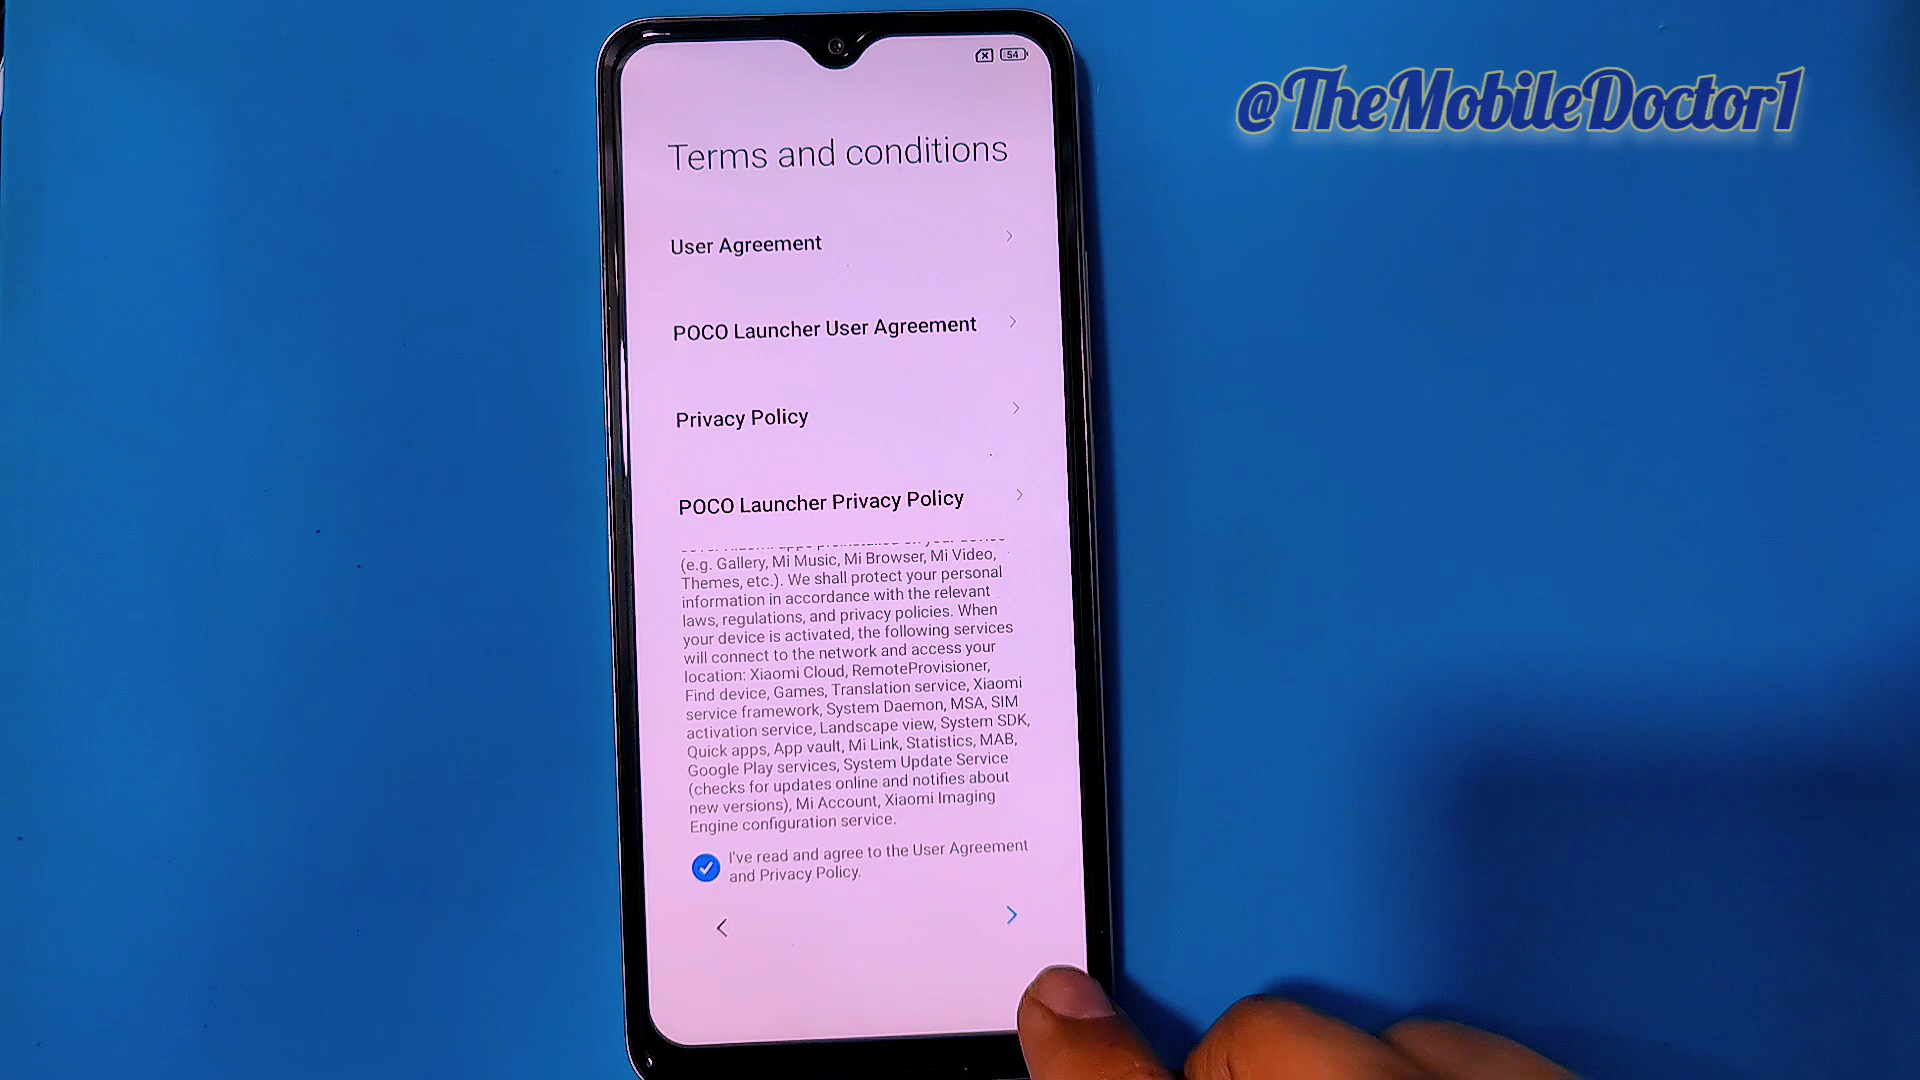 54
@TheMobileDoctor1
Terms and conditions
User Agreement
POCO Launcher User Agreement
Privacy Policy
POCO Launcher Privacy Policy
(e.g. Gallery, Mi Music, Mi Browser, Mi Video,
Themes, etc.). We shall protect your personal
information in accordance with the relevant
laws, regulations, and privacy policies. When
your device is activated, the following services
will connect to the network and access your
location: Xiaomi Cloud, RemoteProvisioner,
Find device, Games, Translation service, Xiaomi
service framework, System Daemon, MSA, SIM
activation service, Landscape view, System SDK,
Quick apps, App vault, Mi Link, Statistics, MAB,
Google Play services, System Update Service
(checks for updates online and notifies about
new versions), Mi Account, Xiaomi Imaging
Engine configuration service.
I've read and agree to the User Agreement
and Privacy Policy.